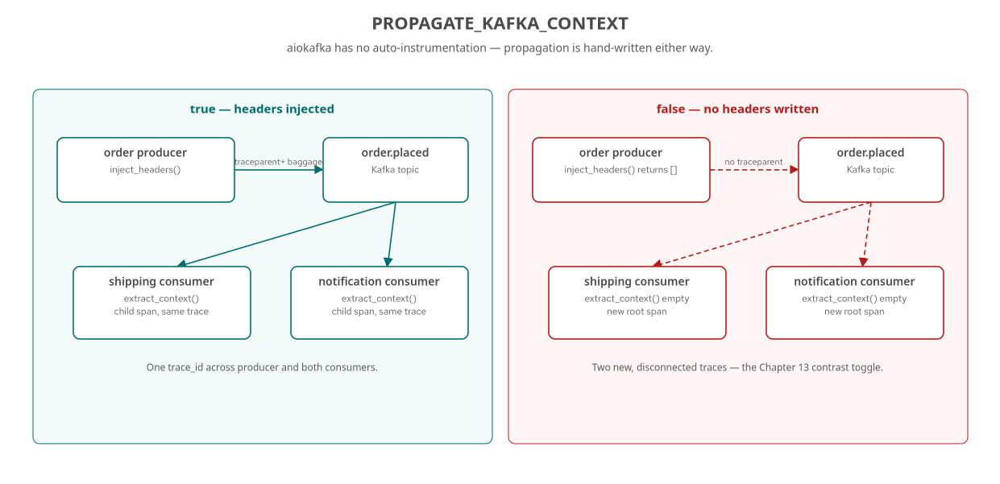 PROPAGATE_KAFKA_CONTEXT
aiokafka has no auto-instrumentation — propagation is hand-written either way.
true — headers injected
order producer
inject_headers()
traceparent+ baggage
order.placed
Kafka topic
shipping consumer
extract_context()
child span, same trace
notification consumer
extract_context()
child span, same trace
One trace_id across producer and both consumers.
false — no headers written
order producer
inject_headers() returns []
no traceparent
order.placed
Kafka topic
shipping consumer
extract_context() empty
new root span
notification consumer
extract_context() empty
new root span
Two new, disconnected traces — the Chapter 13 contrast toggle.